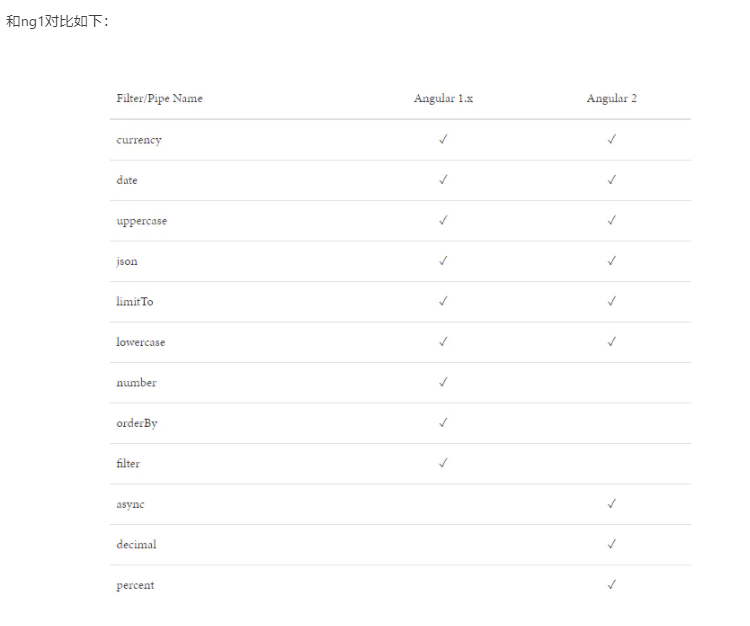 和ng1对比如下：
Filter/Pipe Name Angular 1.x Angular 2
currency ✓ ✓
date ✓ ✓
uppercase ✓ ✓
json ✓ ✓
limitTo ✓ ✓
lowercase ✓ ✓
number ✓
orderBy ✓
filter ✓
async ✓
decimal ✓
percent ✓